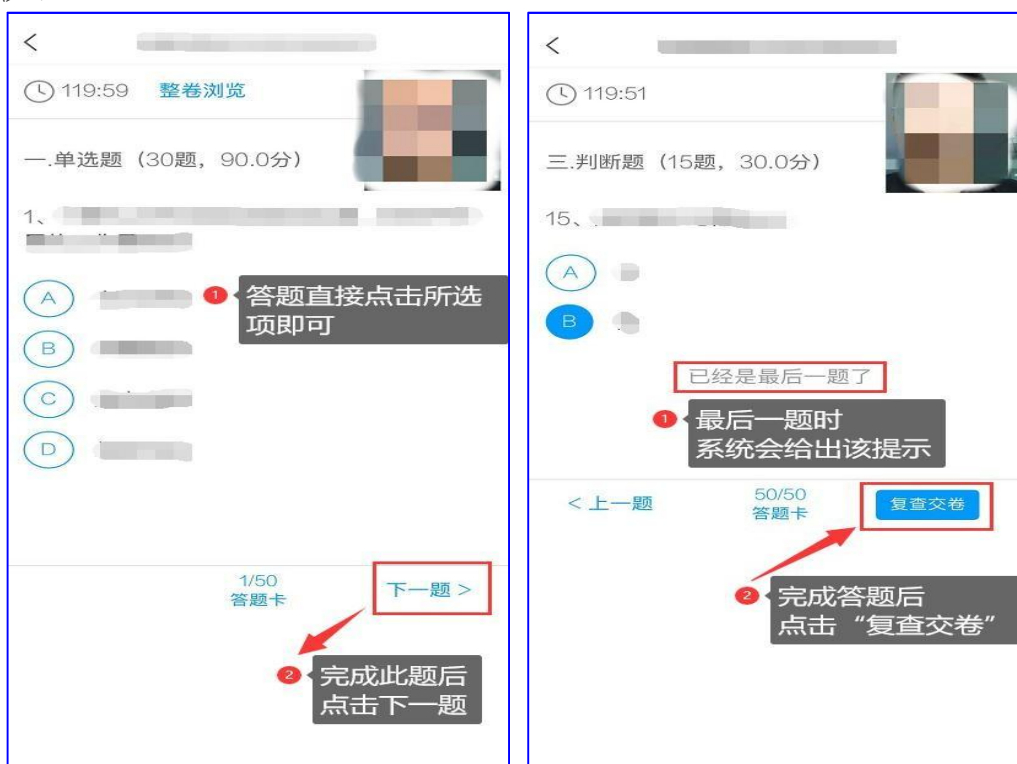 <
119:59 整卷浏览
一.单选题（30题，90.0分）
1、
A
1 答题直接点击所选
项即可
B
C
D
1/50
答题卡
下一题 >
2 完成此题后
点击下一题
<
119:51
三.判断题（15题，30.0分）
15、
A
B
已经是最后一题了
1 最后一题时
系统会给出该提示
< 上一题
50/50
答题卡
复查交卷
2 完成答题后
点击“复查交卷”